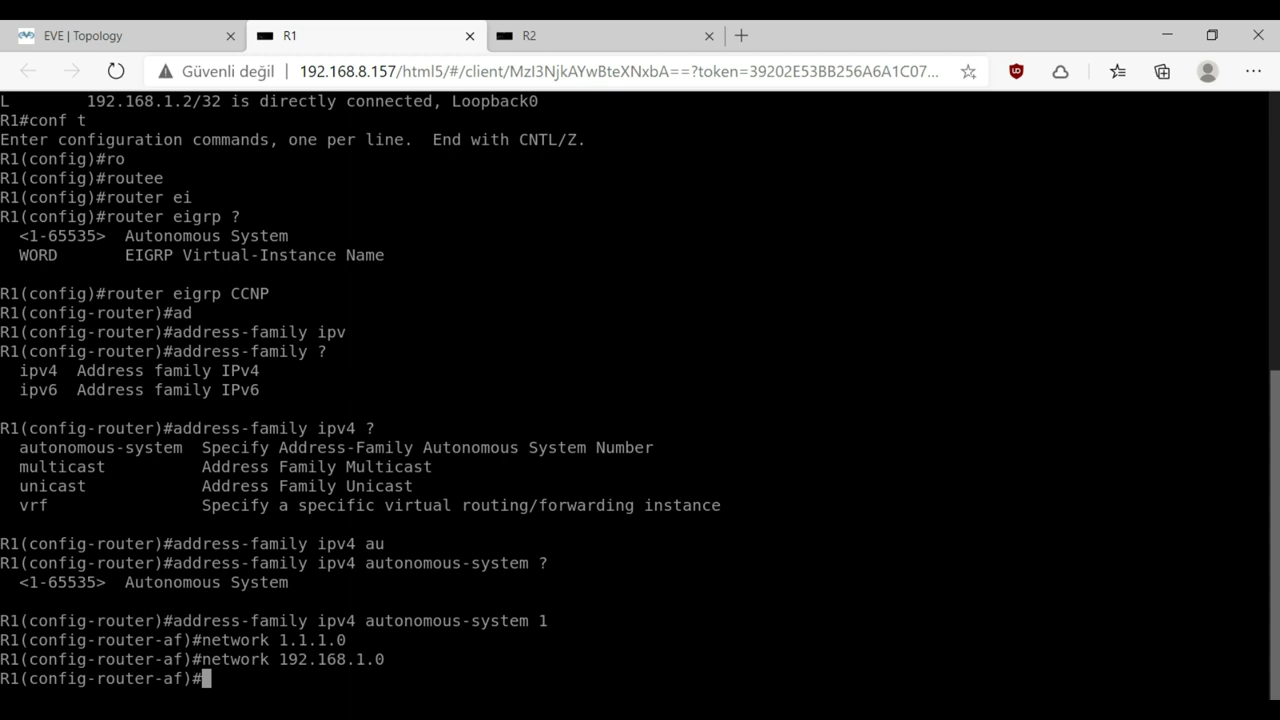 EVE | Topology
R1
R2
Güvenli değil
192.168.8.157/html5/#/client/MzI3NjkAYwBteXNxbA==?token=39202E53BB256A6A1C07...
L        192.168.1.2/32 is directly connected, Loopback0
R1#conf t
Enter configuration commands, one per line.  End with CNTL/Z.
R1(config)#ro
R1(config)#routee
R1(config)#router ei
R1(config)#router eigrp ?
  <1-65535>  Autonomous System
  WORD       EIGRP Virtual-Instance Name
R1(config)#router eigrp CCNP
R1(config-router)#ad
R1(config-router)#address-family ipv
R1(config-router)#address-family ?
  ipv4  Address family IPv4
  ipv6  Address family IPv6
R1(config-router)#address-family ipv4 ?
  autonomous-system  Specify Address-Family Autonomous System Number
  multicast          Address Family Multicast
  unicast            Address Family Unicast
  vrf                Specify a specific virtual routing/forwarding instance
R1(config-router)#address-family ipv4 au
R1(config-router)#address-family ipv4 autonomous-system ?
  <1-65535>  Autonomous System
R1(config-router)#address-family ipv4 autonomous-system 1
R1(config-router-af)#network 1.1.1.0
R1(config-router-af)#network 192.168.1.0
R1(config-router-af)#